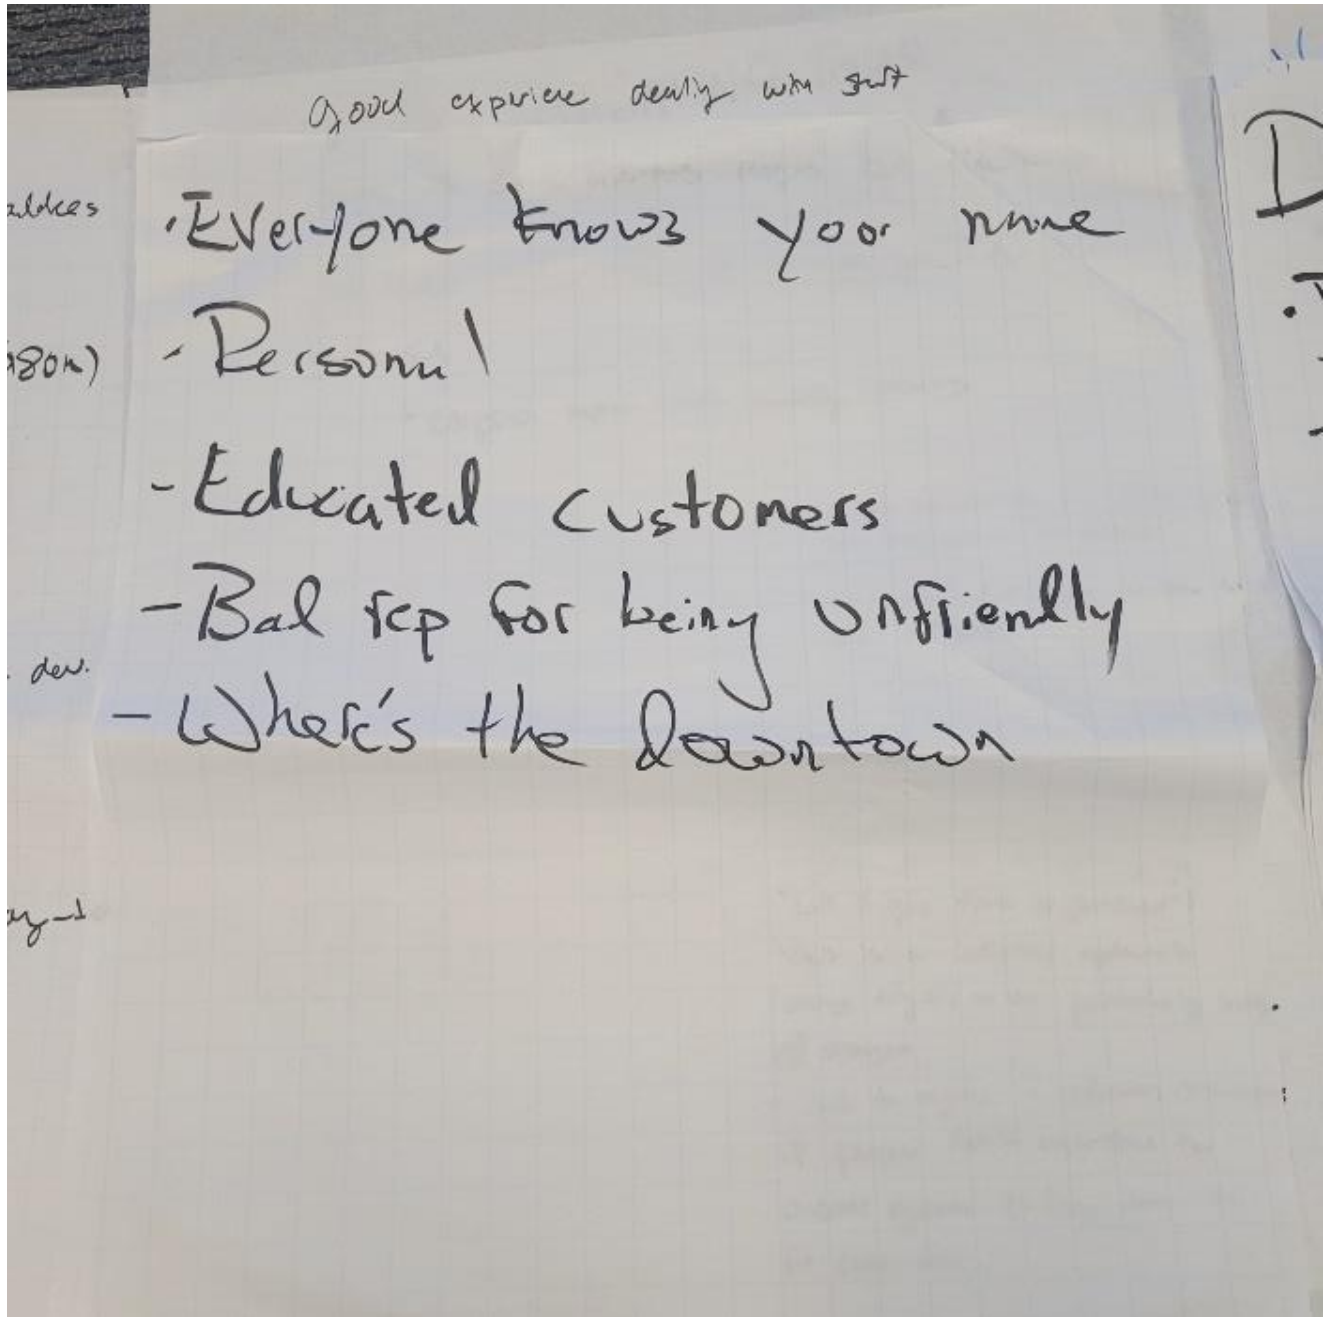 Good experience dealing with staff
·Everyone knows your name
-Personal
-Educated customers
-Bad rep for being unfriendly
-Where's the downtown
dev.
D